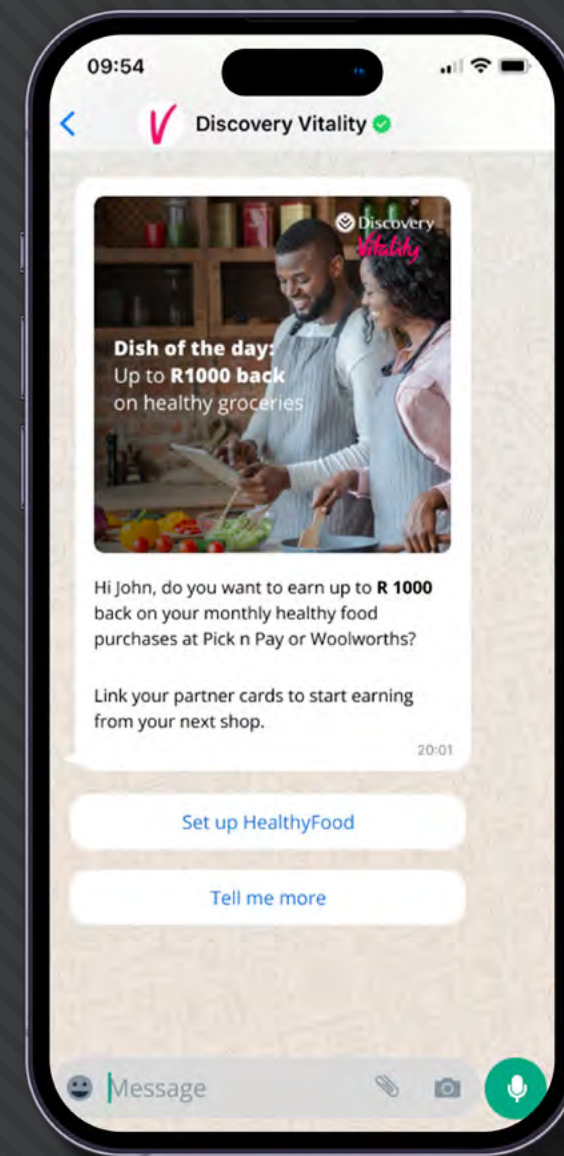 09:54
Discovery Vitality
Discovery
Vitality
Dish of the day:
Up to R1000 back
on healthy groceries
Hi John, do you want to earn up to R 1000
back on your monthly healthy food
purchases at Pick n Pay or Woolworths?
Link your partner cards to start earning
from your next shop.
20:01
Set up HealthyFood
Tell me more
Message